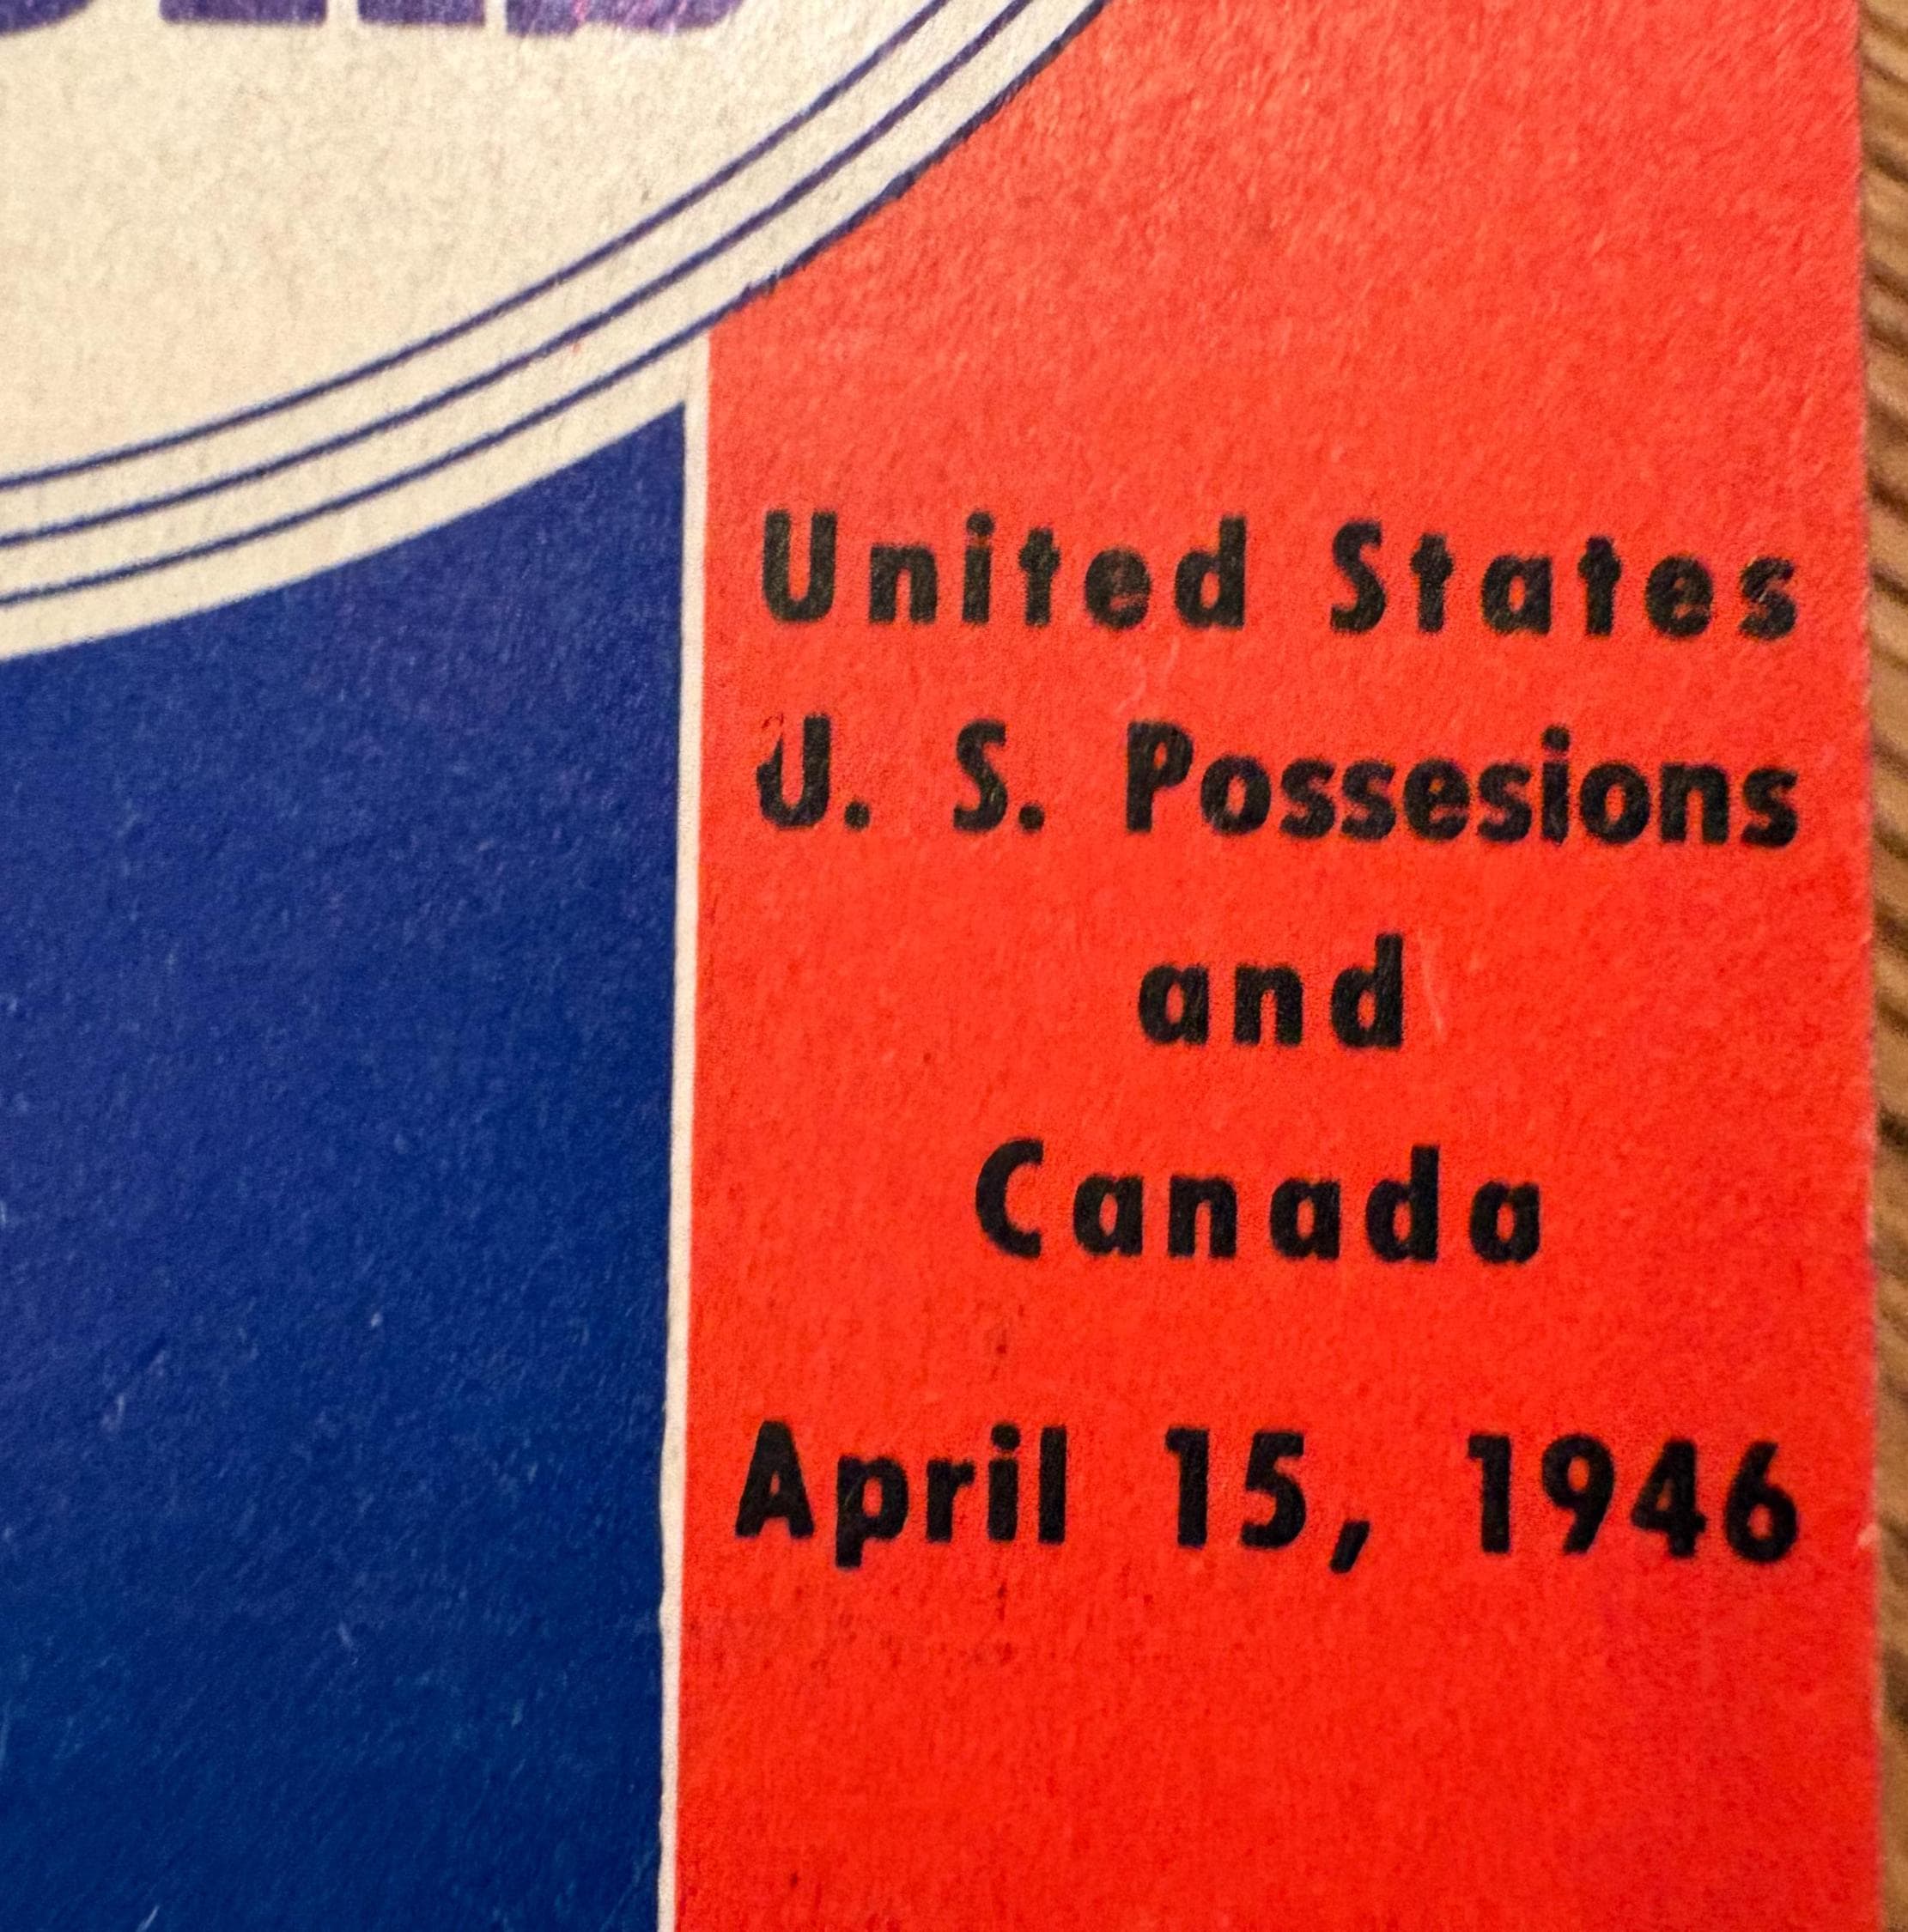 United States
U. S. Possesions
and
Canada
April 15, 1946